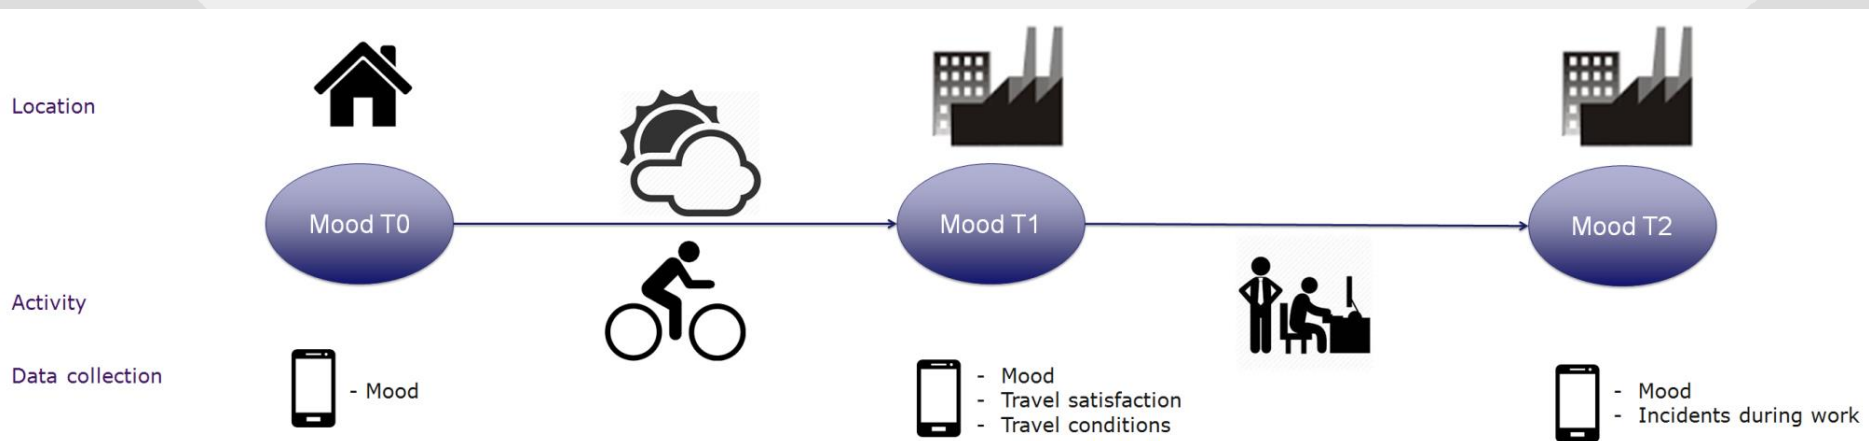 Location
Mood T0
Mood T1
Mood T2
Activity
Data collection
- Mood
- Mood
- Travel satisfaction
- Travel conditions
- Mood
- Incidents during work